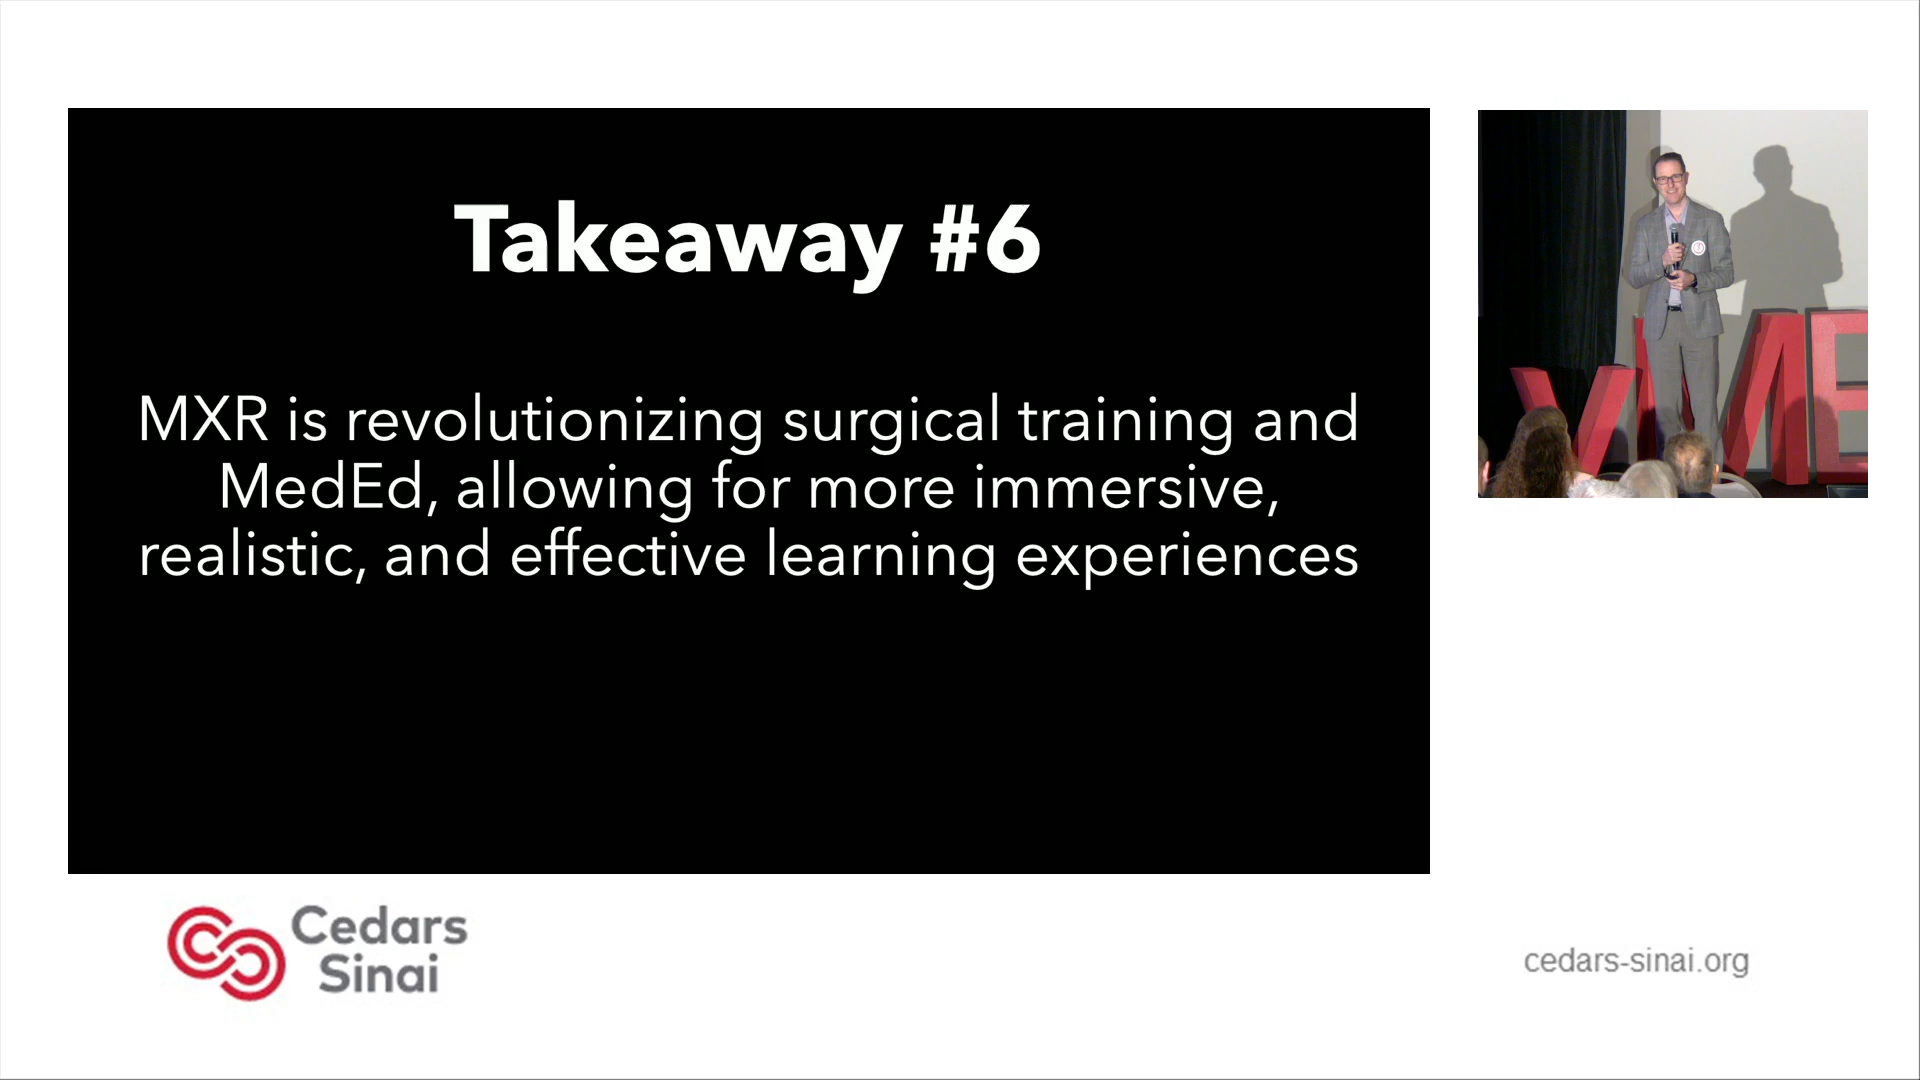 Takeaway #6
MXR is revolutionizing surgical training and
MedEd, allowing for more immersive,
realistic, and effective learning experiences
VME
Cedars
Sinai
cedars-sinai.org